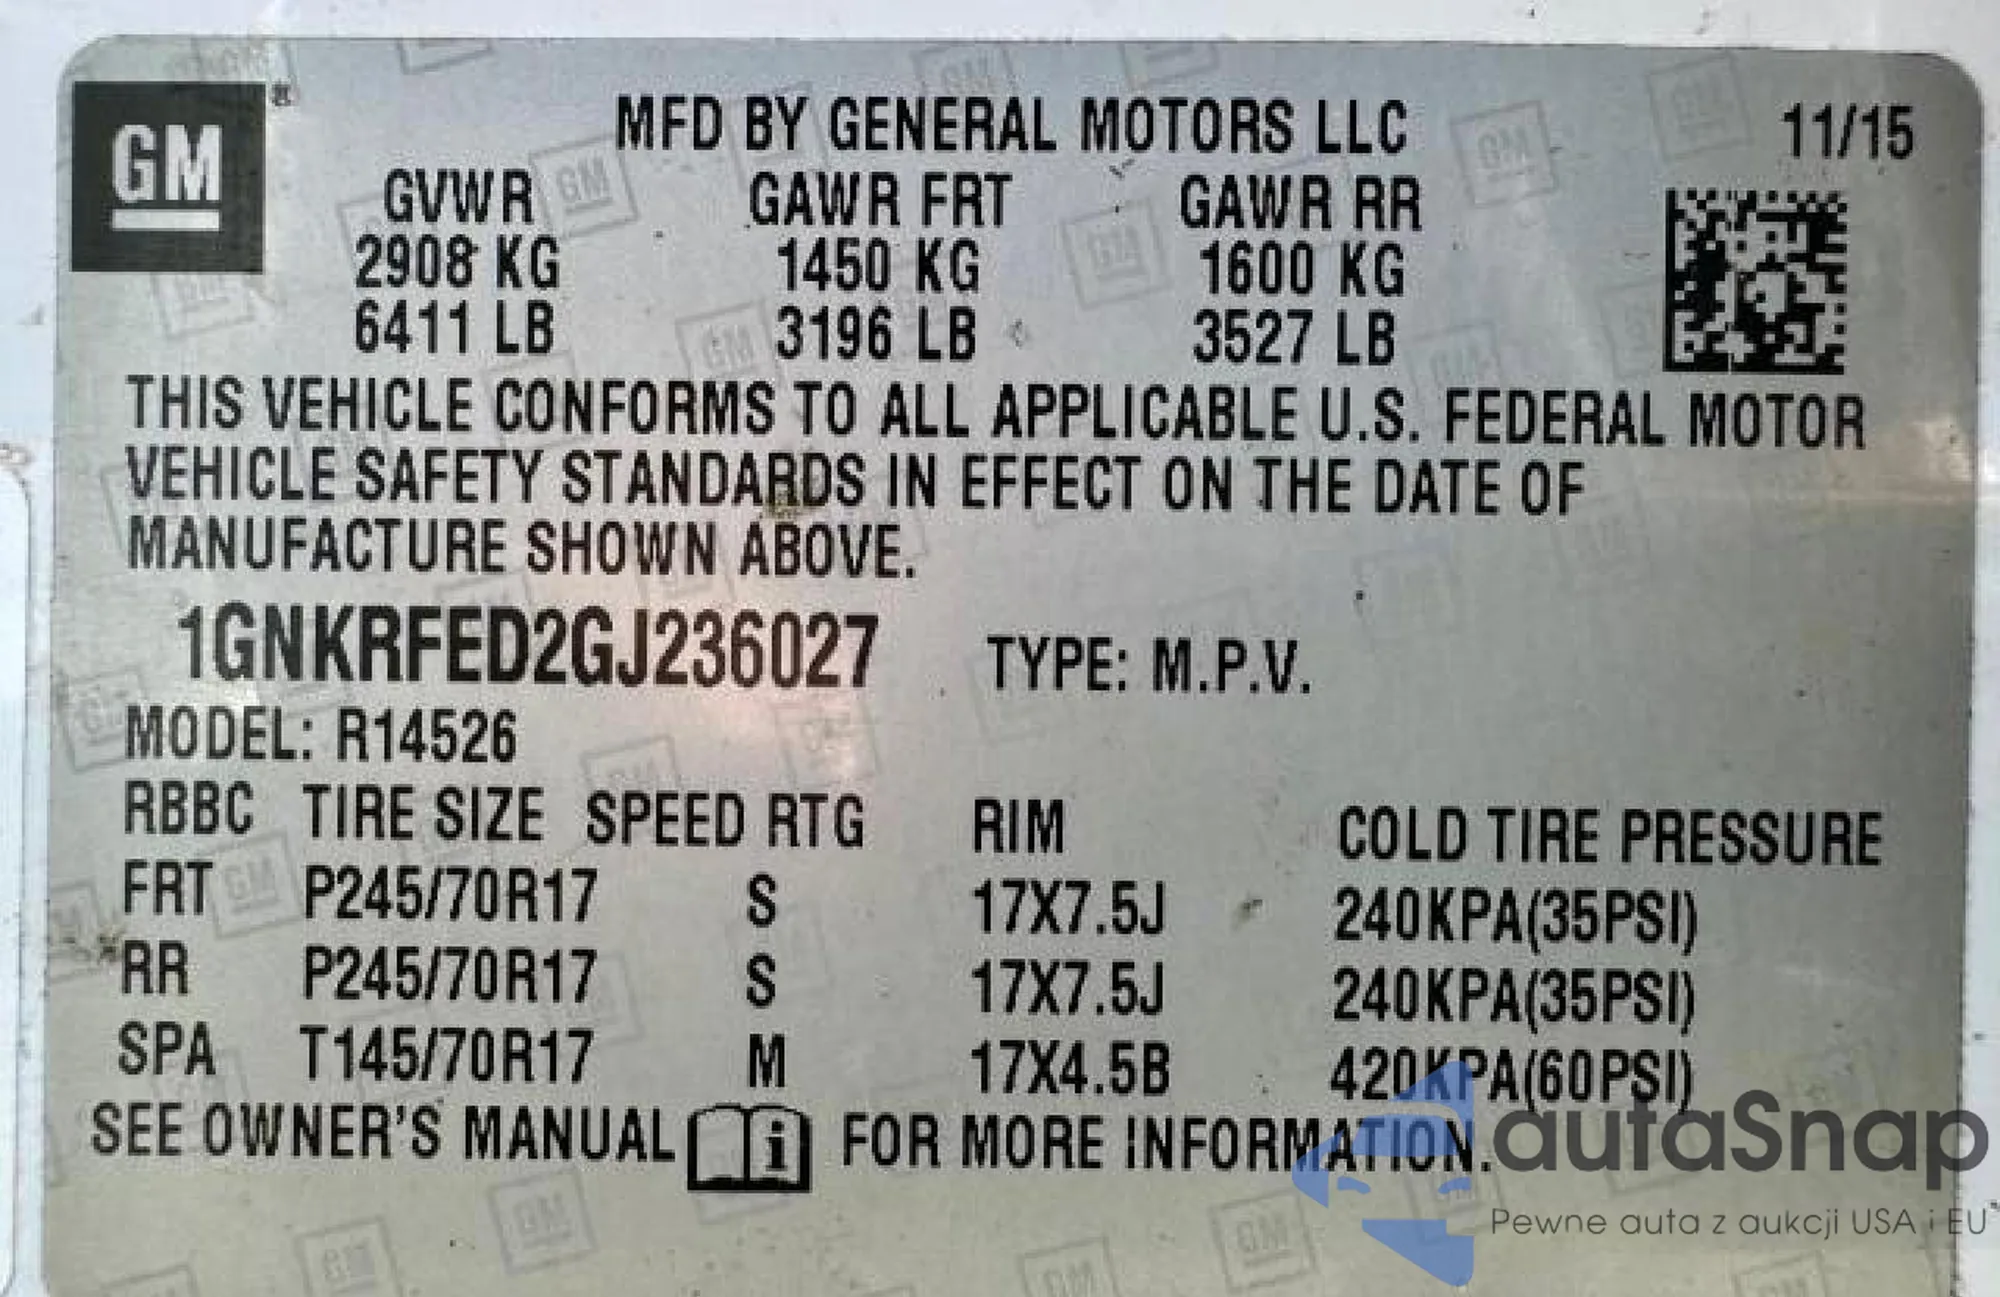 GM
MFD BY GENERAL MOTORS LLC 11/15
GVWR GAWR FRT GAWR RR
2908 KG 1450 KG 1600 KG
6411 LB 3196 LB 3527 LB
THIS VEHICLE CONFORMS TO ALL APPLICABLE U.S. FEDERAL MOTOR
VEHICLE SAFETY STANDARDS IN EFFECT ON THE DATE OF
MANUFACTURE SHOWN ABOVE.
1GNKRFED2GJ236027 TYPE: M.P.V.
MODEL: R14526
RBBC TIRE SIZE SPEED RTG RIM COLD TIRE PRESSURE
FRT P245/70R17 S 17X7.5J 240KPA(35PSI)
RR P245/70R17 S 17X7.5J 240KPA(35PSI)
SPA T145/70R17 M 17X4.5B 420KPA(60PSI)
SEE OWNER'S MANUAL i FOR MORE INFORMATION.
autaSnap
Pewne auta z aukcji USA i EU